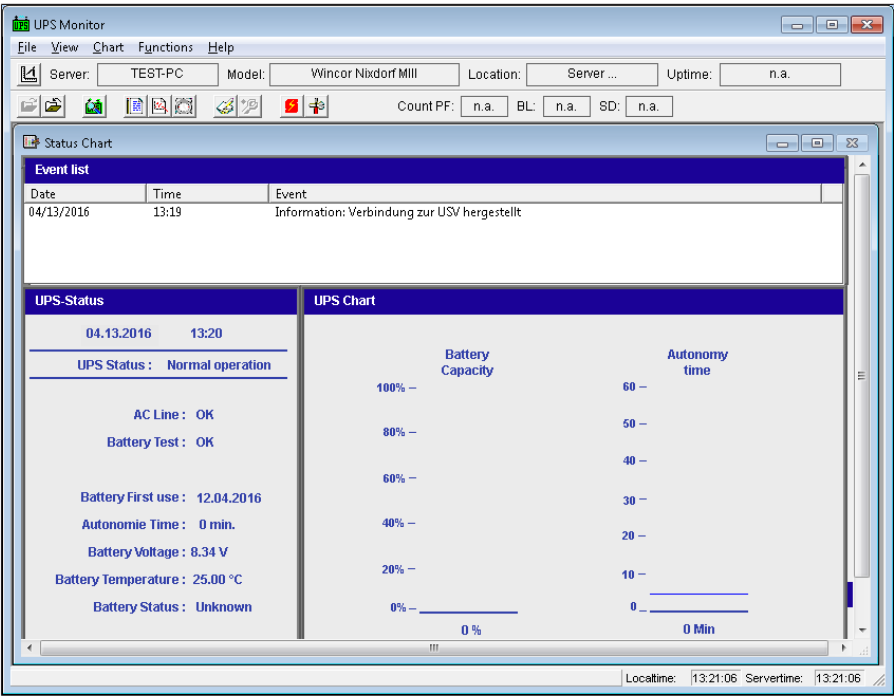 UPS UPS Monitor
File View Chart Functions Help
Server: TEST-PC Model: Wincor Nixdorf MIII Location: Server ... Uptime: n.a.
Count PF: n.a. BL: n.a. SD: n.a.
Status Chart
Event list
Date Time Event
04/13/2016 13:19 Information: Verbindung zur USV hergestellt
UPS-Status
04.13.2016 13:20
UPS Status : Normal operation
AC Line : OK
Battery Test : OK
Battery First use : 12.04.2016
Autonomie Time : 0 min.
Battery Voltage : 8.34 V
Battery Temperature : 25.00 °C
Battery Status : Unknown
UPS Chart
Battery
Capacity
100%
80%
60%
40%
20%
0%
0 %
Autonomy
time
60
50
40
30
20
10
0
0 Min
Localtime: 13:21:06 Servertime: 13:21:06